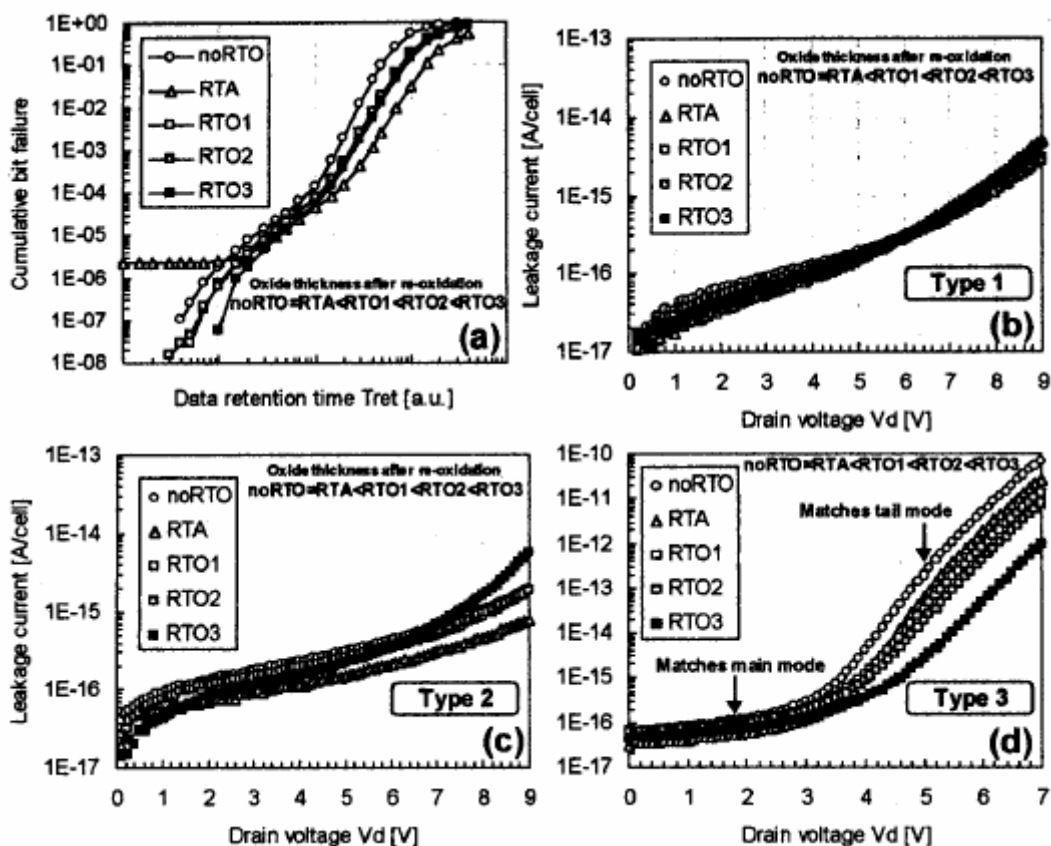 1E+00
1E-01
1E-02
1E-03
1E-04
1E-05
1E-06
1E-07
1E-08
Cumulative bit failure
noRTO
RTA
RTO1
RTO2
RTO3
Oxide thickness after re-oxidation
noRTO=RTA<RTO1<RTO2<RTO3
(a)
Data retention time Tret [a.u.]
1E-13
1E-14
1E-15
1E-16
1E-17
Leakage current [A/cell]
Oxide thickness after re-oxidation
noRTO=RTA<RTO1<RTO2<RTO3
noRTO
RTA
RTO1
RTO2
RTO3
Type 1
(b)
0 1 2 3 4 5 6 7 8 9
Drain voltage Vd [V]
1E-13
1E-14
1E-15
1E-16
1E-17
Leakage current [A/cell]
Oxide thickness after re-oxidation
noRTO=RTA<RTO1<RTO2<RTO3
noRTO
RTA
RTO1
RTO2
RTO3
Type 2
(c)
0 1 2 3 4 5 6 7 8 9
Drain voltage Vd [V]
1E-10
1E-11
1E-12
1E-13
1E-14
1E-15
1E-16
1E-17
Leakage current [A/cell]
Oxide thickness after re-oxidation
noRTO=RTA<RTO1<RTO2<RTO3
noRTO
RTA
RTO1
RTO2
RTO3
Matches tail mode
Matches main mode
Type 3
(d)
0 1 2 3 4 5 6 7
Drain voltage Vd [V]